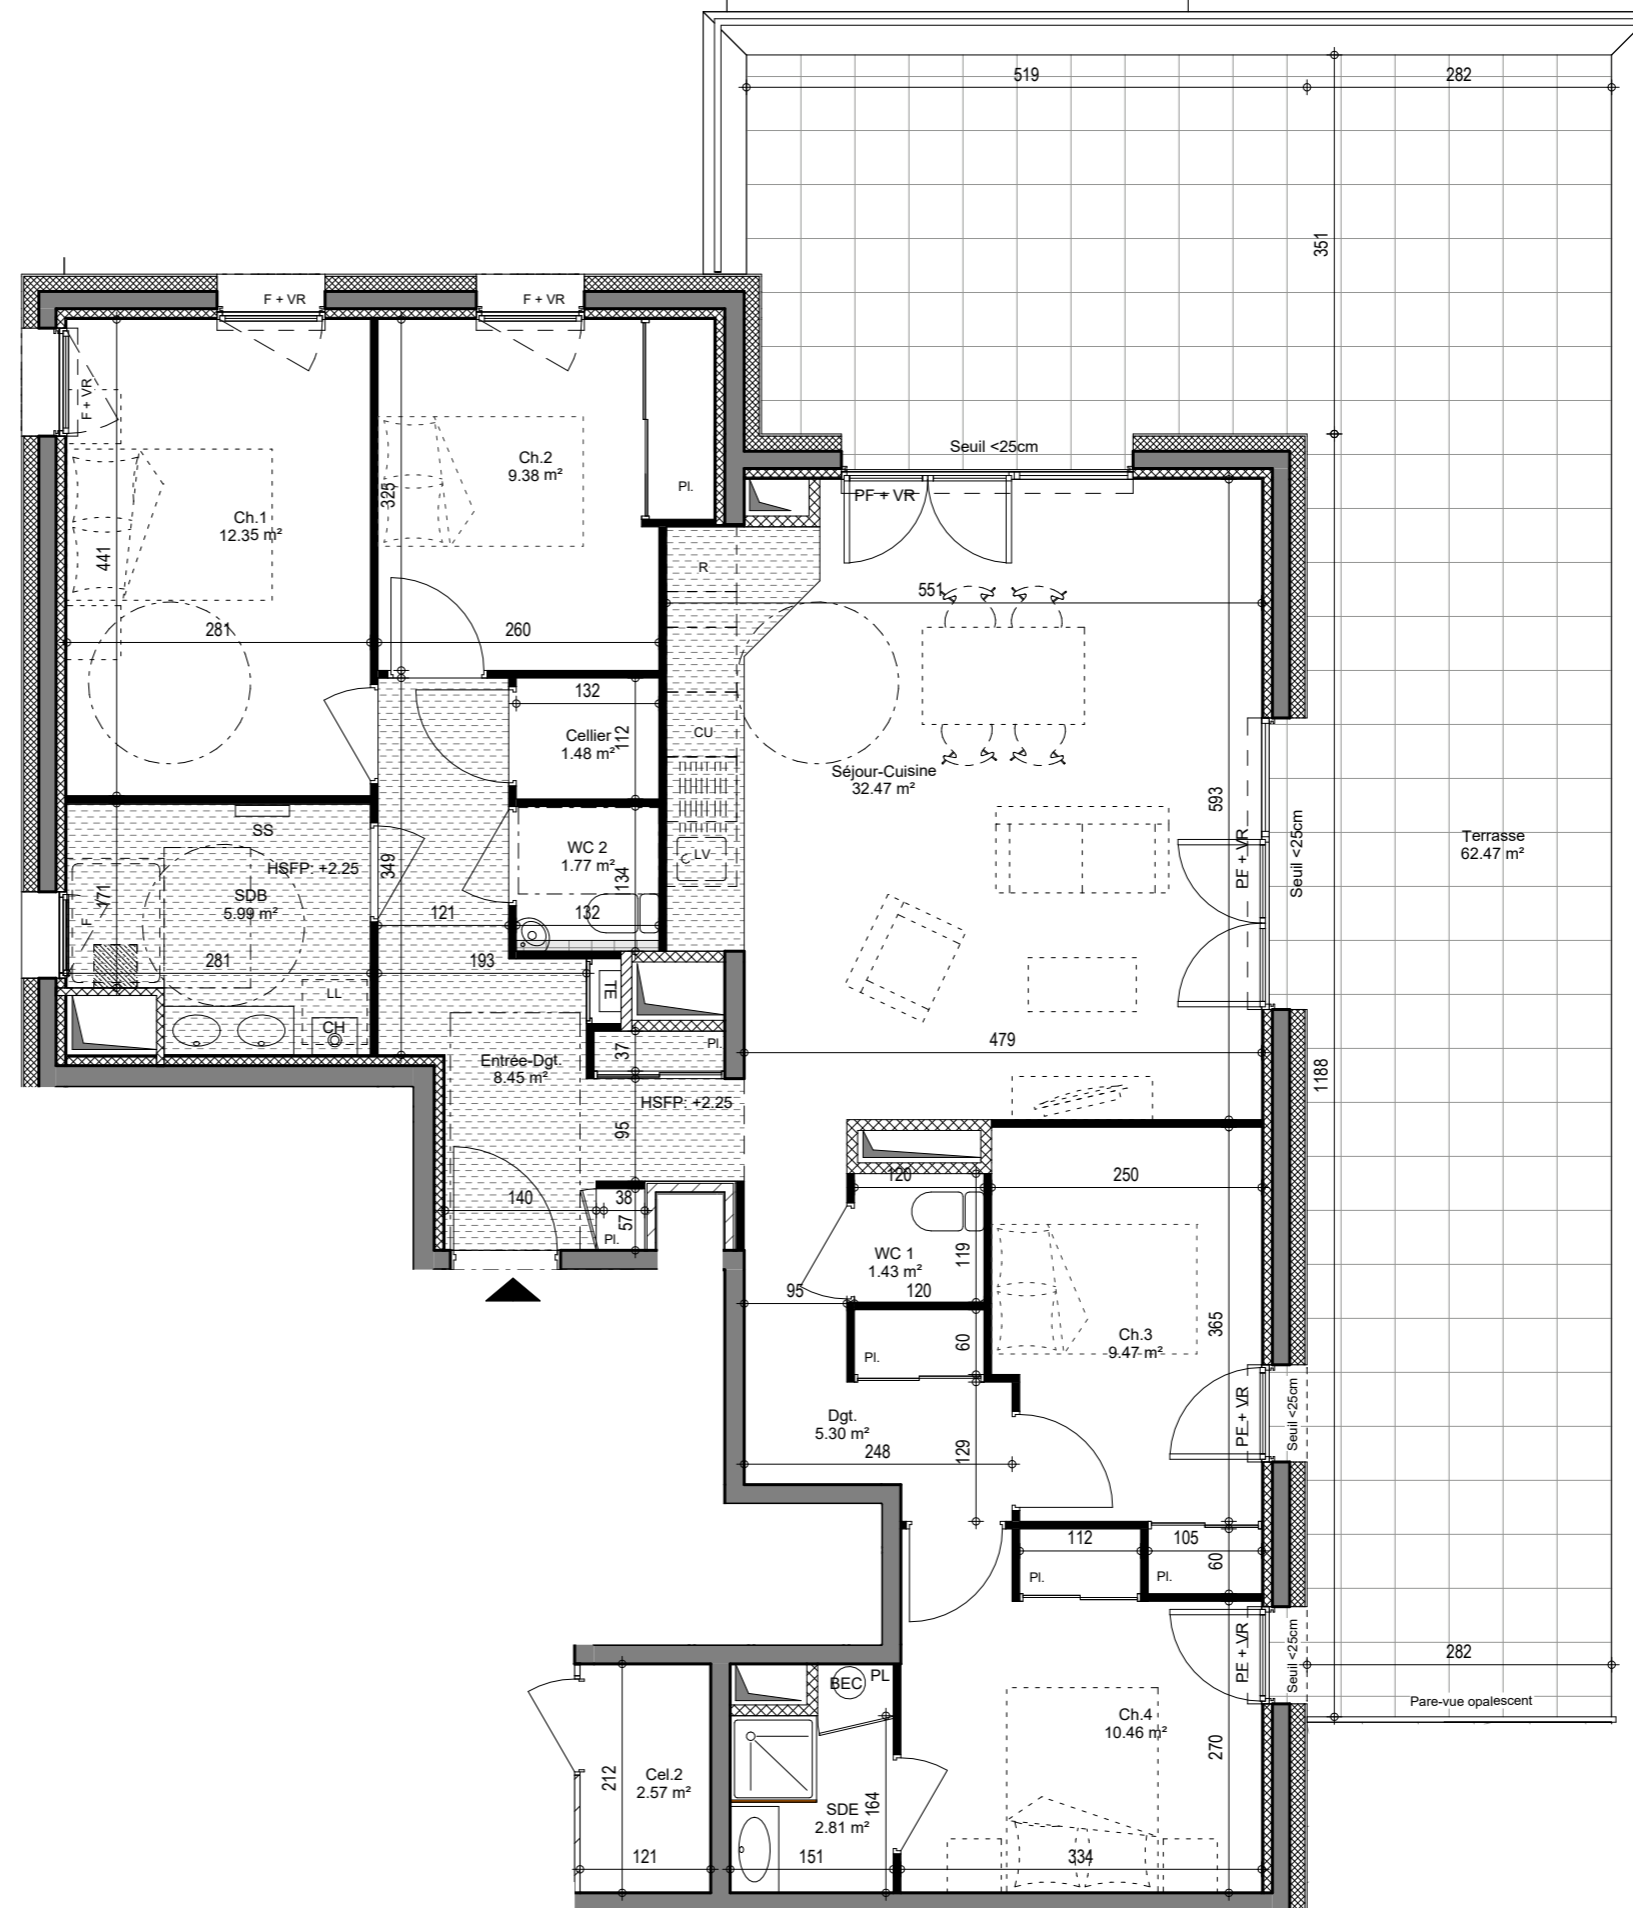 519
282
351
F + VR
F + VR
F + VR
Seuil <25cm
PF + VR
Ch.1
12.35 m²
441
281
Ch.2
9.38 m²
325
260
Pl.
R
551
132
Cellier
1.48 m²
112
CU
Séjour-Cuisine
32.47 m²
593
PF + VR
Seuil <25cm
Terrasse
62.47 m²
SS
HSFP: +2.25
SDB
5.99 m²
171
F
281
LL
CH
349
121
WC 2
1.77 m²
134
132
LV
C
193
TE
37
Pl.
Entrée-Dgt.
8.45 m²
HSFP: +2.25
95
479
1188
140
38
57
Pl.
120
250
WC 1
1.43 m²
119
95
120
60
Pl.
Ch.3
9.47 m²
365
PF + VR
Seuil <25cm
Dgt.
5.30 m²
248
129
112
105
60
Pl.
Pl.
PF + VR
Seuil <25cm
282
Pare-vue opalescent
BEC
PL
Ch.4
10.46 m²
270
212
Cel.2
2.57 m²
SDE
2.81 m²
164
121
151
334